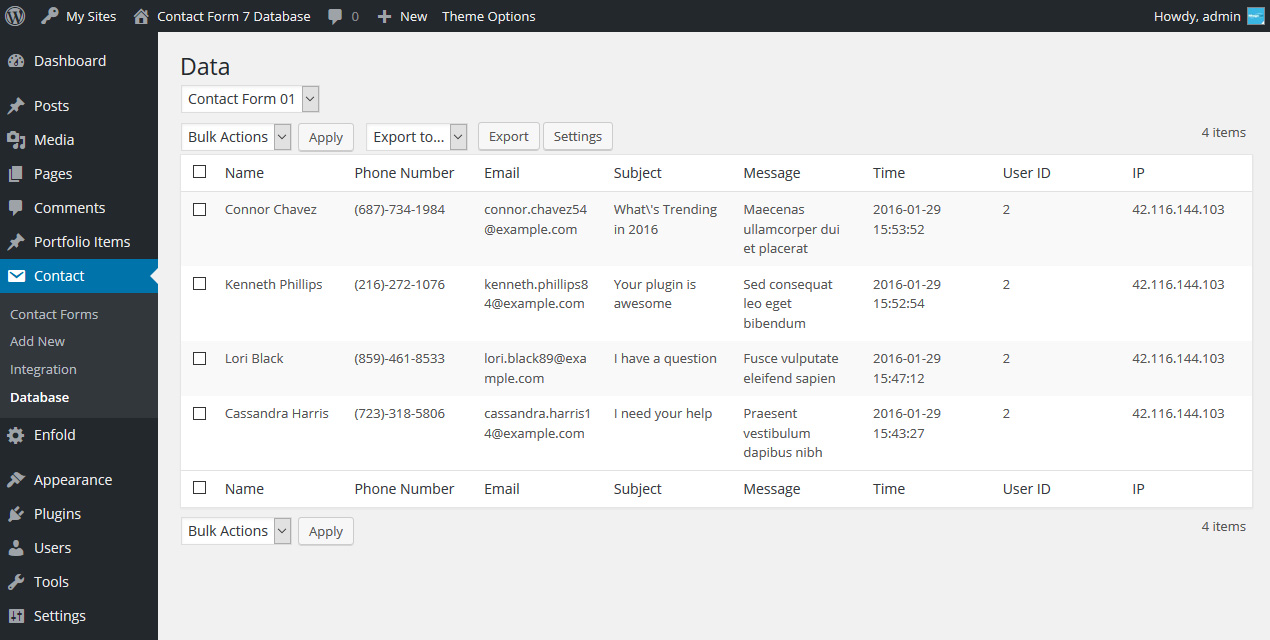 My Sites Contact Form 7 Database 0 New Theme Options Howdy, admin
Dashboard
Posts
Media
Pages
Comments
Portfolio Items
Contact
Contact Forms
Add New
Integration
Database
Enfold
Appearance
Plugins
Users
Tools
Settings
Data
Contact Form 01
Bulk Actions Apply Export to... Export Settings 4 items
Name Phone Number Email Subject Message Time User ID IP
Connor Chavez (687)-734-1984 connor.chavez54 What\'s Trending Maecenas 2016-01-29 2 42.116.144.103
@example.com in 2016 ullamcorper dui 15:53:52
et placerat
Kenneth Phillips (216)-272-1076 kenneth.phillips8 Your plugin is Sed consequat 2016-01-29 2 42.116.144.103
4@example.com awesome leo eget 15:52:54
bibendum
Lori Black (859)-461-8533 lori.black89@exa I have a question Fusce vulputate 2016-01-29 2 42.116.144.103
mple.com eleifend sapien 15:47:12
Cassandra Harris (723)-318-5806 cassandra.harris1 I need your help Praesent 2016-01-29 2 42.116.144.103
4@example.com vestibulum 15:43:27
dapibus nibh
Name Phone Number Email Subject Message Time User ID IP
Bulk Actions Apply 4 items